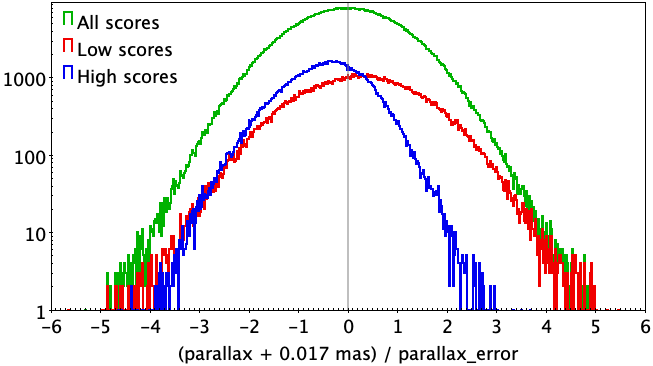 All scores
Low scores
High scores
1000
100
10
1
-6 -5 -4 -3 -2 -1 0 1 2 3 4 5 6
(parallax + 0.017 mas) / parallax_error